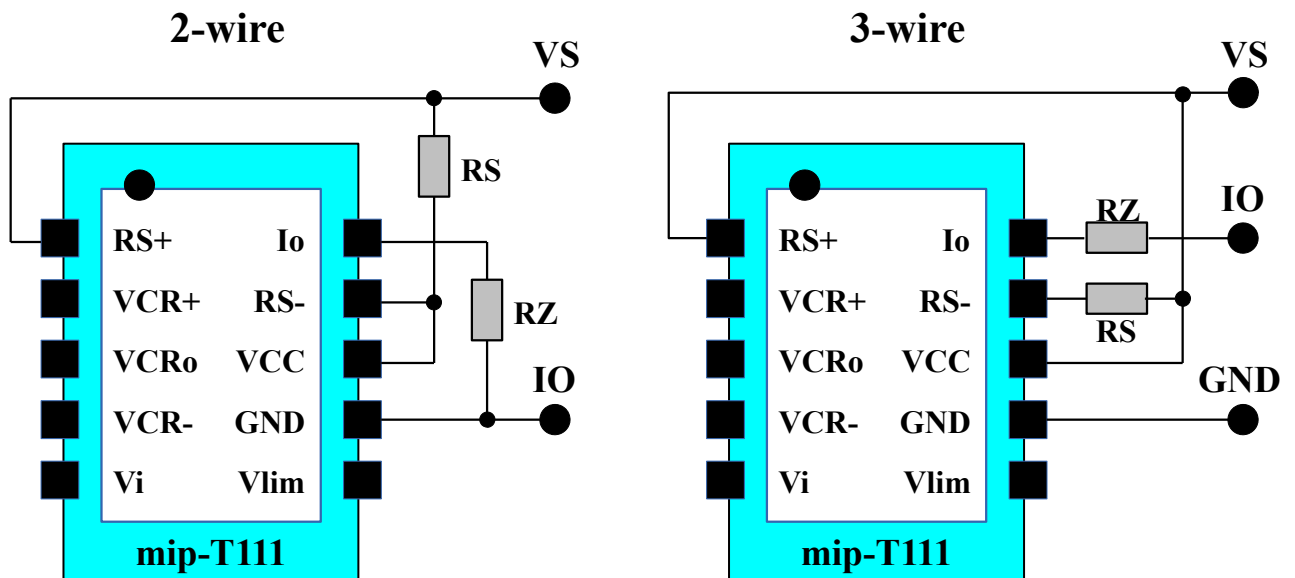 2-wire
VS
RS
RS+ Io
VCR+ RS-
RZ
VCRo VCC
IO
VCR- GND
Vi Vlim
mip-T111
3-wire
VS
RZ
IO
RS+ Io
VCR+ RS-
RS
VCRo VCC
GND
VCR- GND
Vi Vlim
mip-T111